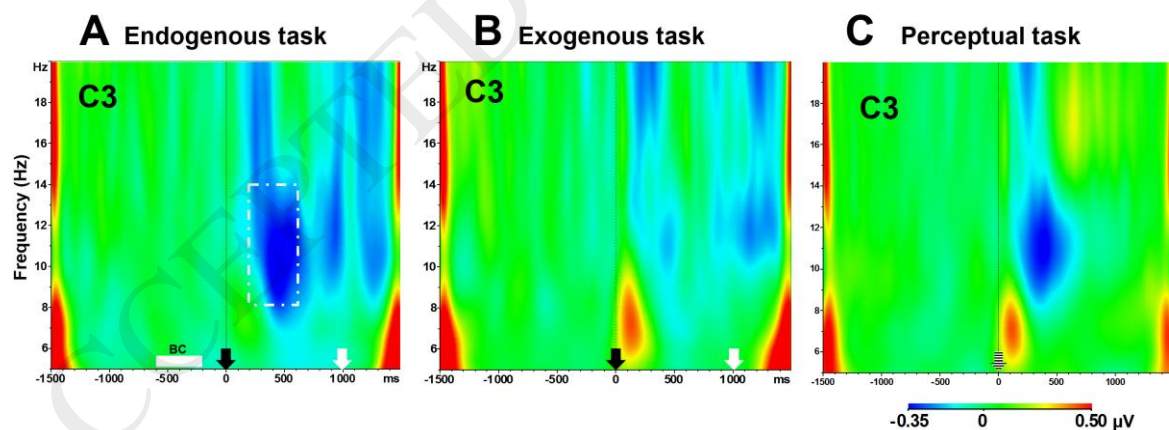 A Endogenous task
B Exogenous task
C Perceptual task
Hz
18
16
14
12
10
8
6
Frequency (Hz)
C3
BC
-1500 -1000 -500 0 500 1000 ms
Hz
18
16
14
12
10
8
6
C3
-1500 -1000 -500 0 500 1000 ms
18
16
14
12
10
8
6
C3
-1500 -1000 -500 0 500 1000
-0.35 0 0.50 µV
CCEPTED